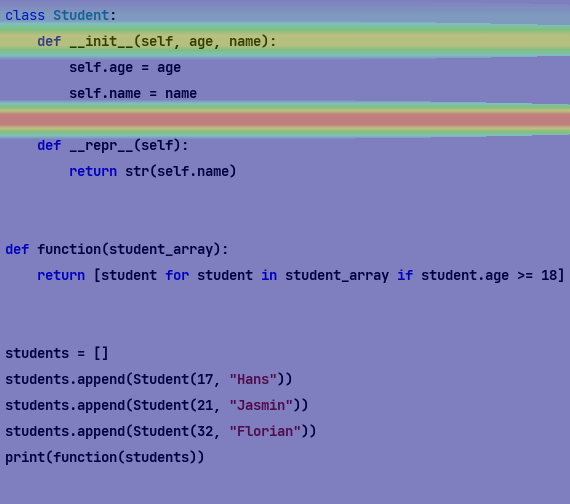 class Student:
    def __init__(self, age, name):
        self.age = age
        self.name = name
    def __repr__(self):
        return str(self.name)
def function(student_array):
    return [student for student in student_array if student.age >= 18]
students = []
students.append(Student(17, "Hans"))
students.append(Student(21, "Jasmin"))
students.append(Student(32, "Florian"))
print(function(students))